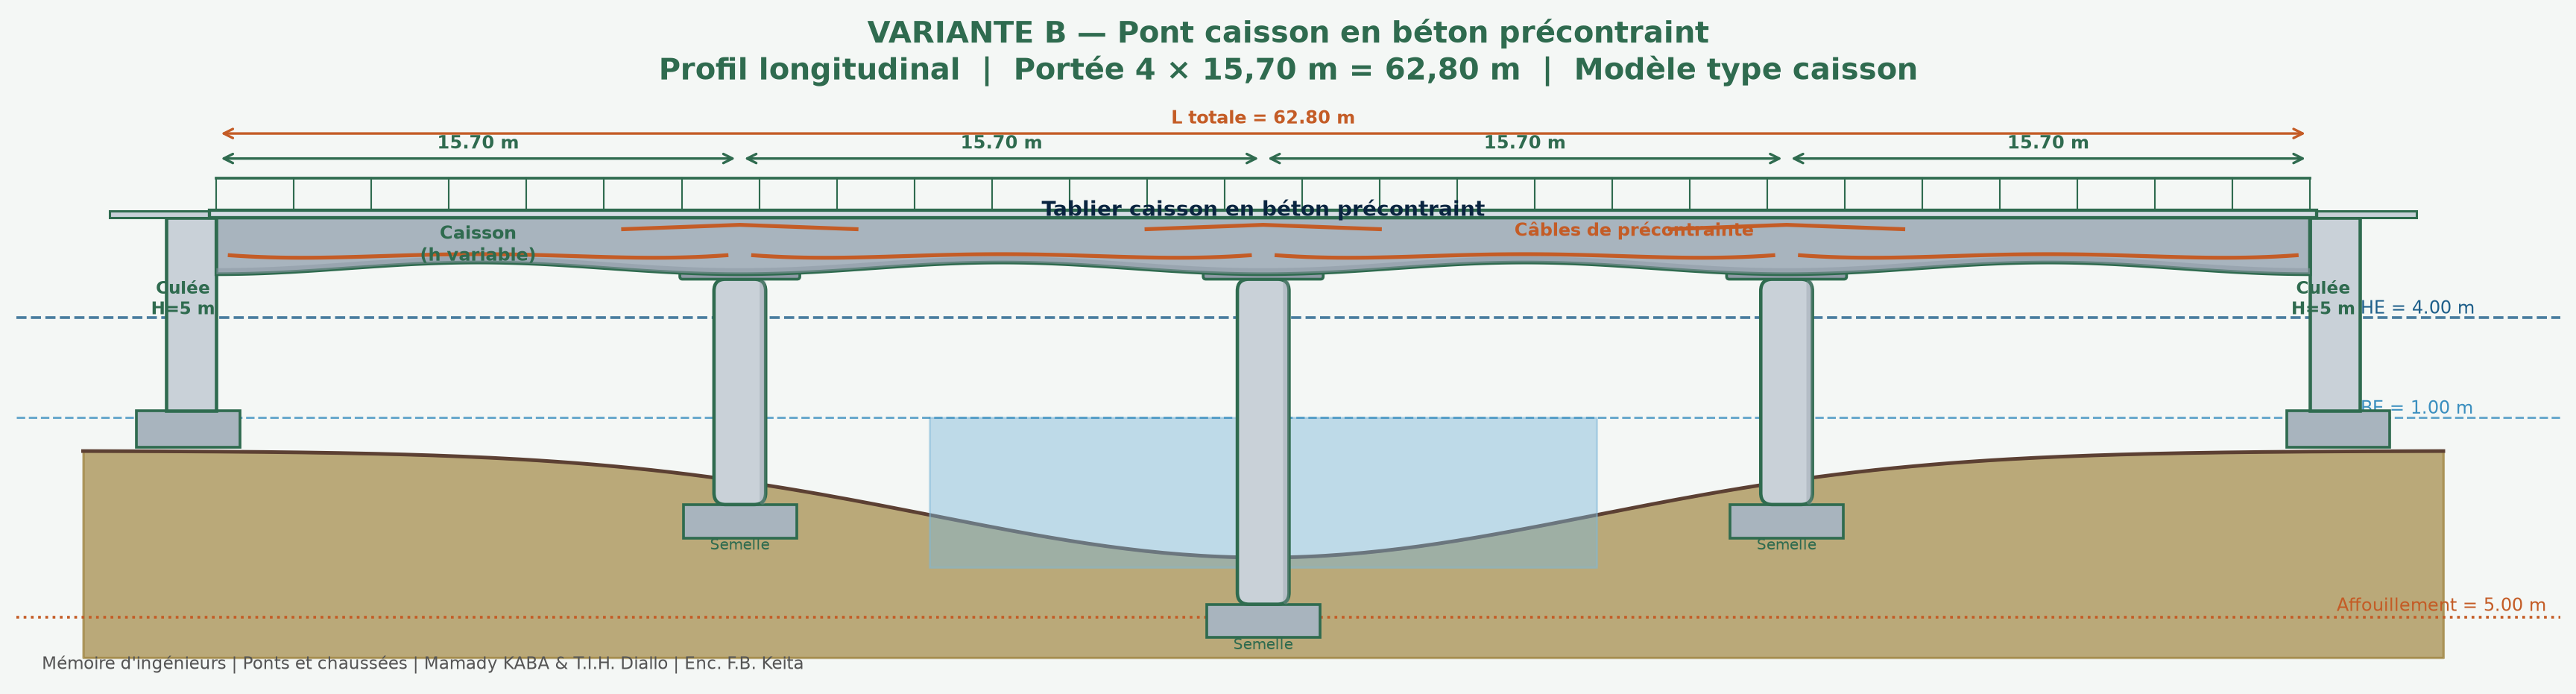 VARIANTE B — Pont caisson en béton précontraint
Profil longitudinal | Portée 4 × 15,70 m = 62,80 m | Modèle type caisson
L totale = 62.80 m
15.70 m
15.70 m
15.70 m
15.70 m
Tablier caisson en béton précontraint
Caisson
(h variable)
Câbles de précontrainte
Culée
H=5 m
Culée
H=5 m
HE = 4.00 m
BE = 1.00 m
Semelle
Semelle
Affouillement = 5.00 m
Semelle
Mémoire d'ingénieurs | Ponts et chaussées | Mamady KABA & T.I.H. Diallo | Enc. F.B. Keita